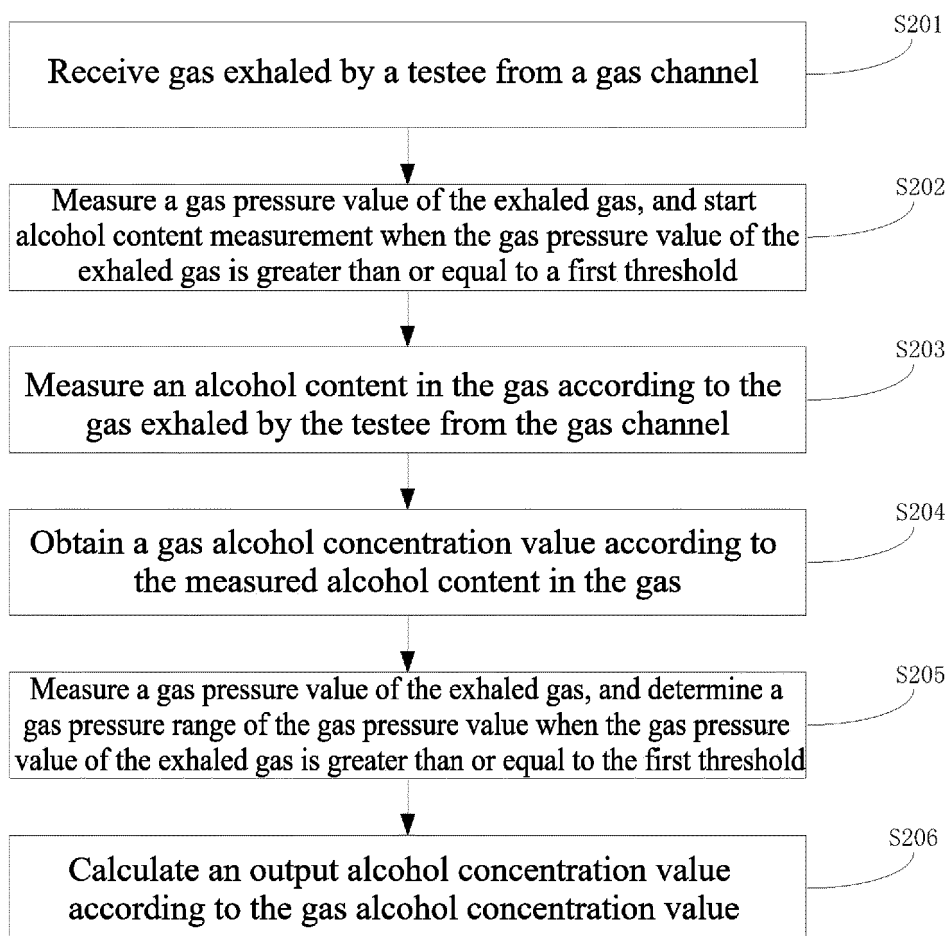 S201
Receive gas exhaled by a testee from a gas channel
S202
Measure a gas pressure value of the exhaled gas, and start
alcohol content measurement when the gas pressure value of the
exhaled gas is greater than or equal to a first threshold
S203
Measure an alcohol content in the gas according to the
gas exhaled by the testee from the gas channel
S204
Obtain a gas alcohol concentration value according to
the measured alcohol content in the gas
S205
Measure a gas pressure value of the exhaled gas, and determine a
gas pressure range of the gas pressure value when the gas pressure
value of the exhaled gas is greater than or equal to the first threshold
S206
Calculate an output alcohol concentration value
according to the gas alcohol concentration value